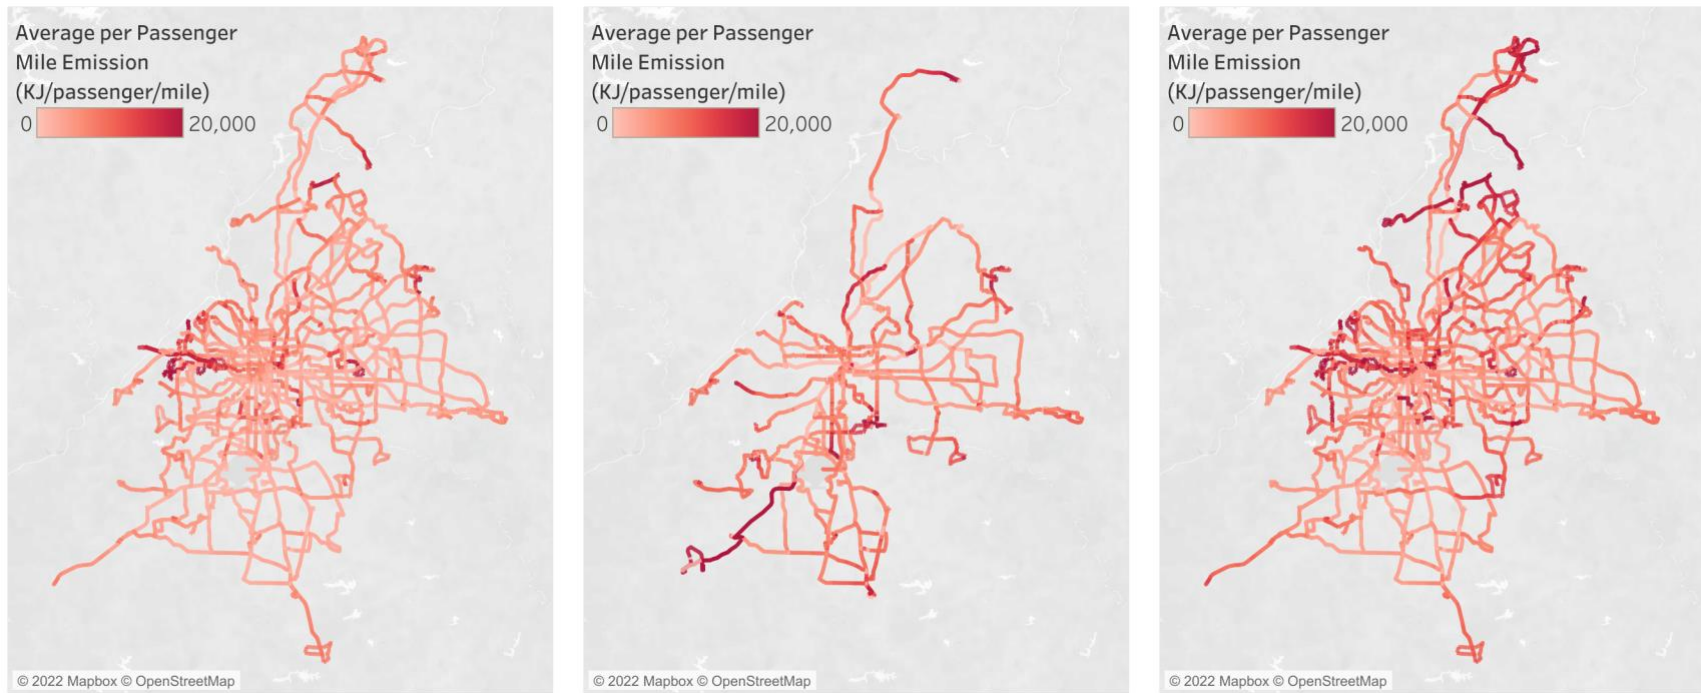 Average per Passenger
Mile Emission
(KJ/passenger/mile)
0 20,000
© 2022 Mapbox © OpenStreetMap
Average per Passenger
Mile Emission
(KJ/passenger/mile)
0 20,000
© 2022 Mapbox © OpenStreetMap
Average per Passenger
Mile Emission
(KJ/passenger/mile)
0 20,000
© 2022 Mapbox © OpenStreetMap